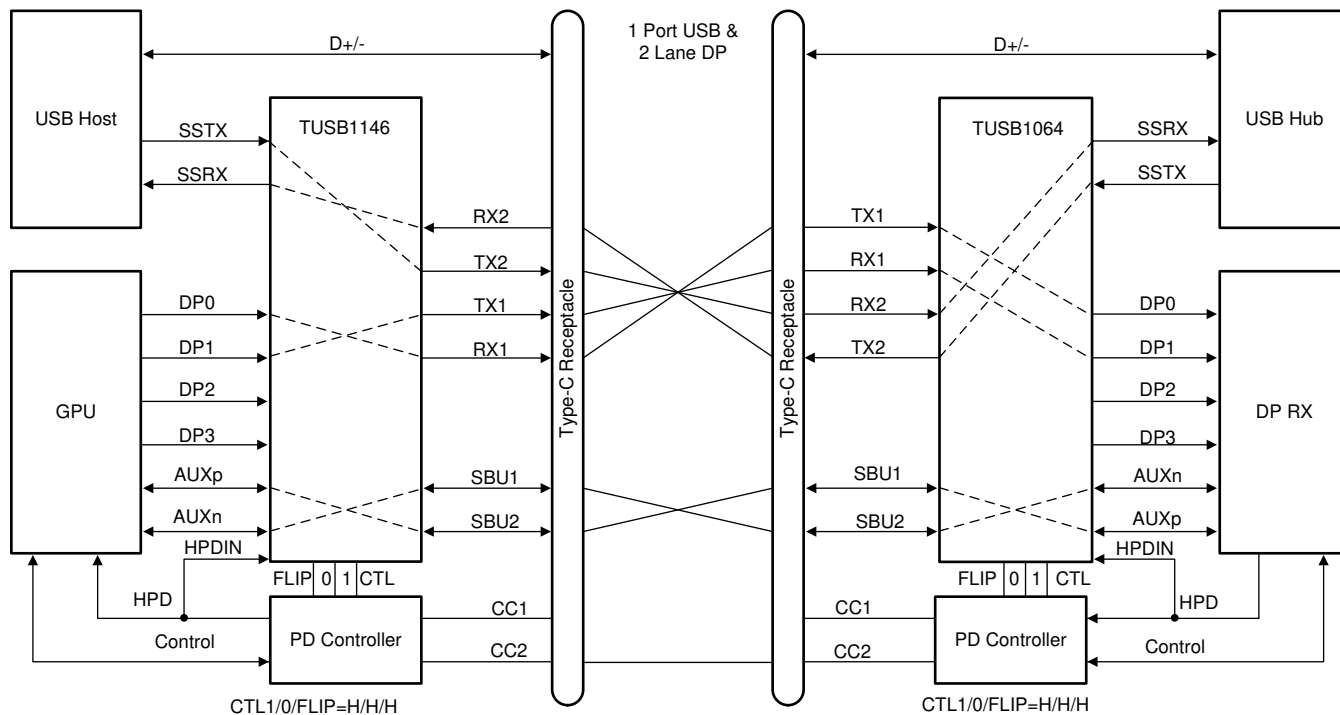 1 Port USB &
2 Lane DP
USB Host
D+/-
SSTX
SSRX
TUSB1146
RX2
TX2
TX1
RX1
GPU
DP0
DP1
DP2
DP3
AUXp
AUXn
HPDIN
SBU1
SBU2
FLIP
0
1
CTL
HPD
Control
PD Controller
CC1
CC2
CTL1/0/FLIP=H/H/H
Type-C Receptacle
Type-C Receptacle
D+/-
USB Hub
TUSB1064
SSRX
SSTX
TX1
RX1
RX2
TX2
DP0
DP1
DP2
DP3
DP RX
SBU1
SBU2
AUXn
AUXp
HPDIN
FLIP
0
1
CTL
HPD
Control
PD Controller
CC1
CC2
CTL1/0/FLIP=H/H/H